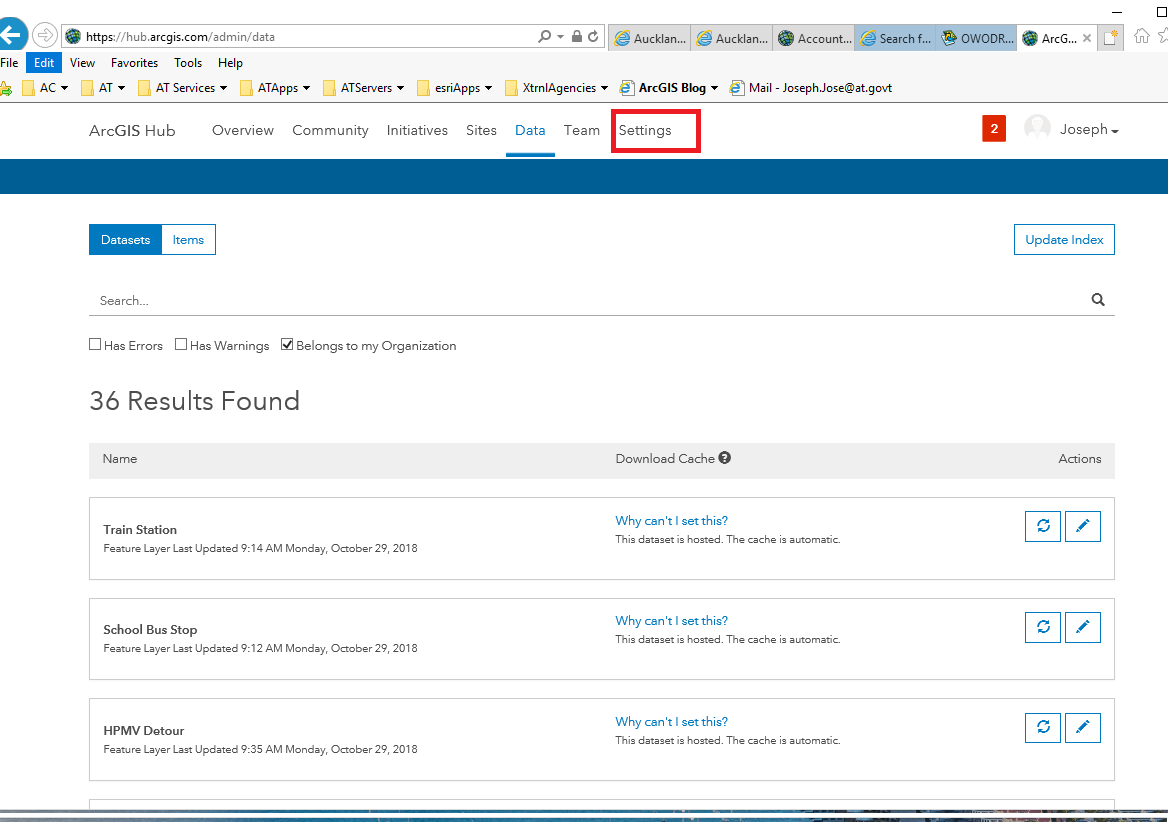 https://hub.arcgis.com/admin/data
Aucklan... Aucklan... Account... Search f... OWODR... ArcG...
File Edit View Favorites Tools Help
AC AT AT Services ATApps ATServers esriApps XtrnlAgencies ArcGIS Blog Mail - Joseph.Jose@at.govt
ArcGIS Hub Overview Community Initiatives Sites Data Team Settings 2 Joseph
Datasets Items Update Index
Search...
Has Errors Has Warnings Belongs to my Organization
36 Results Found
Name Download Cache ? Actions
Train Station
Feature Layer Last Updated 9:14 AM Monday, October 29, 2018
Why can't I set this?
This dataset is hosted. The cache is automatic.
School Bus Stop
Feature Layer Last Updated 9:12 AM Monday, October 29, 2018
Why can't I set this?
This dataset is hosted. The cache is automatic.
HPMV Detour
Feature Layer Last Updated 9:35 AM Monday, October 29, 2018
Why can't I set this?
This dataset is hosted. The cache is automatic.